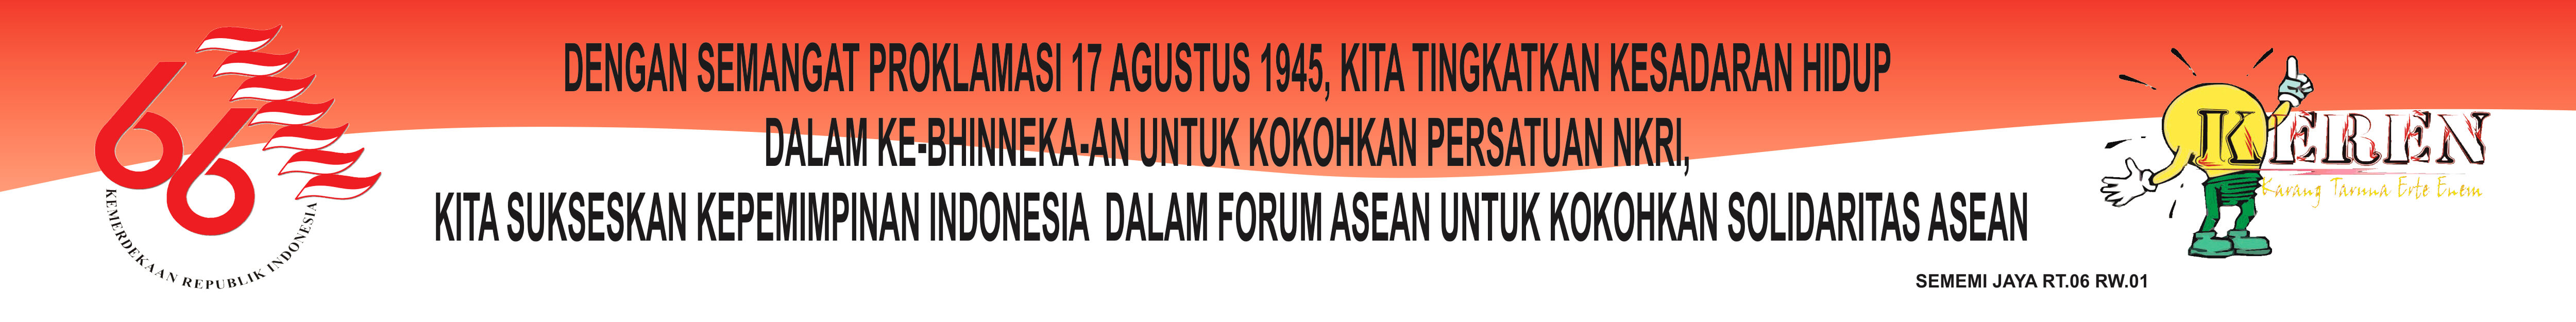 66
KEMERDEKAAN REPUBLIK INDONESIA
DENGAN SEMANGAT PROKLAMASI 17 AGUSTUS 1945, KITA TINGKATKAN KESADARAN HIDUP
DALAM KE-BHINNEKA-AN UNTUK KOKOHKAN PERSATUAN NKRI,
KITA SUKSESKAN KEPEMIMPINAN INDONESIA DALAM FORUM ASEAN UNTUK KOKOHKAN SOLIDARITAS ASEAN
KEREN
Karang Taruna Erte Enem
SEMEMI JAYA RT.06 RW.01